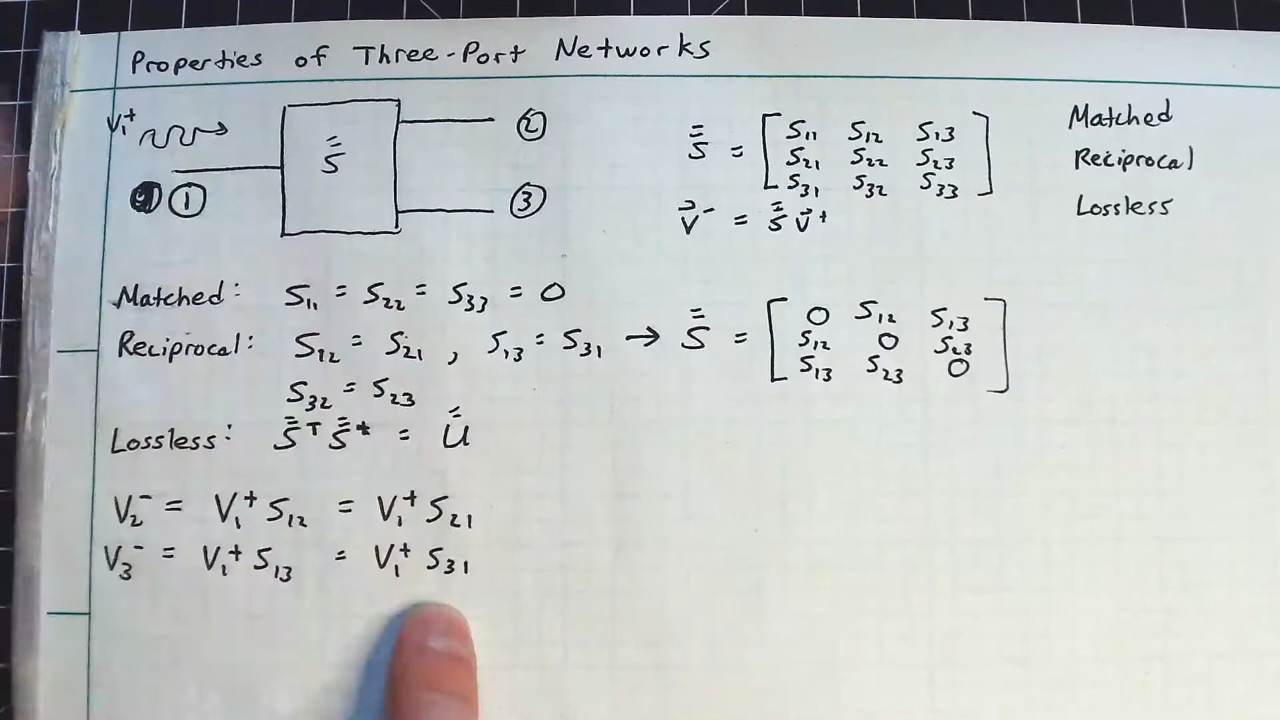 Properties of Three-Port Networks
V₁⁺
S̿
①
②
③
S̿ = [ S₁₁ S₁₂ S₁₃
S₂₁ S₂₂ S₂₃
S₃₁ S₃₂ S₃₃ ]
V⃗⁻ = S̿ V⃗⁺
Matched
Reciprocal
Lossless
Matched: S₁₁ = S₂₂ = S₃₃ = 0
Reciprocal: S₁₂ = S₂₁ , S₁₃ = S₃₁ → S̿ = [ 0 S₁₂ S₁₃
S₁₂ 0 S₂₃
S₁₃ S₂₃ 0 ]
S₃₂ = S₂₃
Lossless: S̿ᵀ S̿* = U̿
V₂⁻ = V₁⁺ S₁₂ = V₁⁺ S₂₁
V₃⁻ = V₁⁺ S₁₃ = V₁⁺ S₃₁